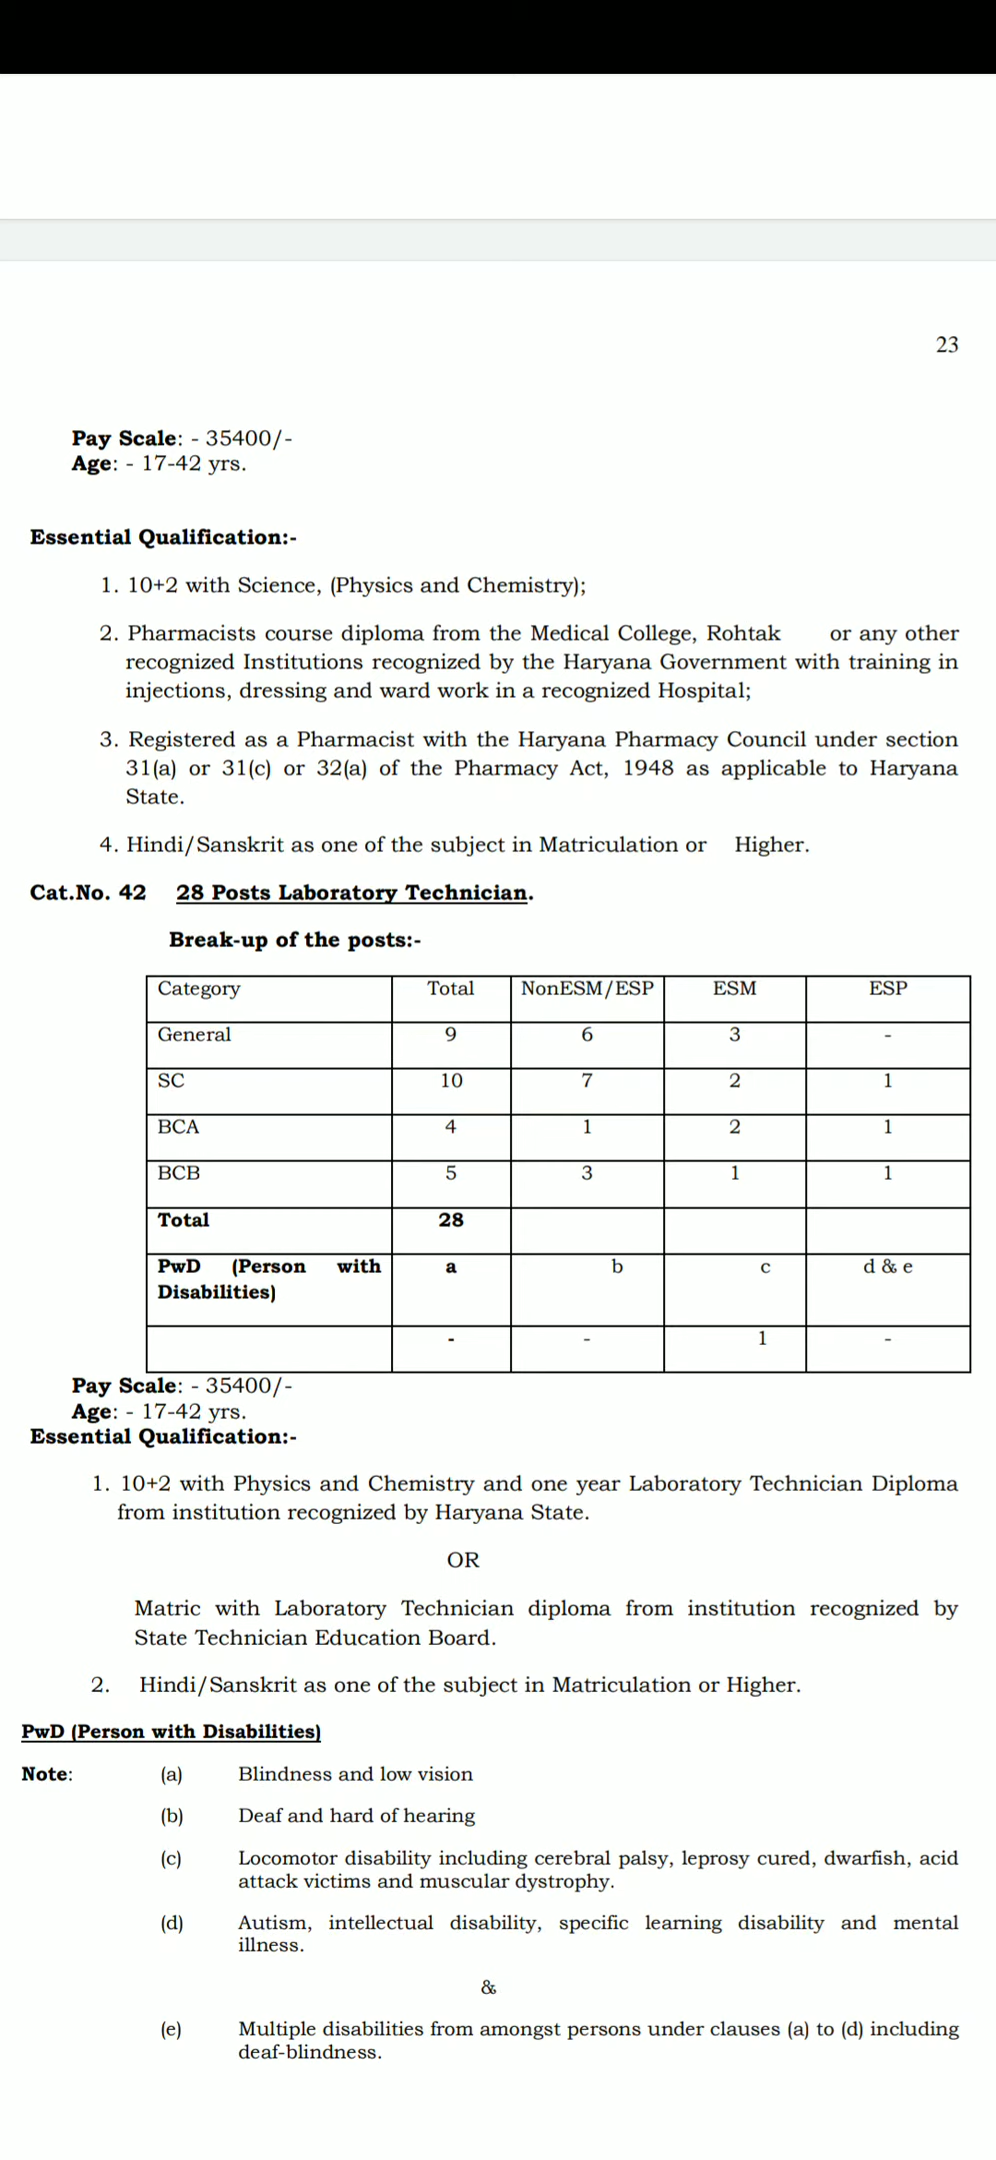 23
Pay Scale: - 35400/-
Age: - 17-42 yrs.
Essential Qualification:-
1. 10+2 with Science, (Physics and Chemistry);
2. Pharmacists course diploma from the Medical College, Rohtak or any other
recognized Institutions recognized by the Haryana Government with training in
injections, dressing and ward work in a recognized Hospital;
3. Registered as a Pharmacist with the Haryana Pharmacy Council under section
31(a) or 31(c) or 32(a) of the Pharmacy Act, 1948 as applicable to Haryana
State.
4. Hindi/Sanskrit as one of the subject in Matriculation or Higher.
Cat.No. 42 28 Posts Laboratory Technician.
Break-up of the posts:-
Category Total NonESM/ESP ESM ESP
General 9 6 3 -
SC 10 7 2 1
BCA 4 1 2 1
BCB 5 3 1 1
Total 28
PwD (Person with a b c d & e
Disabilities)
- - 1 -
Pay Scale: - 35400/-
Age: - 17-42 yrs.
Essential Qualification:-
1. 10+2 with Physics and Chemistry and one year Laboratory Technician Diploma
from institution recognized by Haryana State.
OR
Matric with Laboratory Technician diploma from institution recognized by
State Technician Education Board.
2. Hindi/Sanskrit as one of the subject in Matriculation or Higher.
PwD (Person with Disabilities)
Note: (a) Blindness and low vision
(b) Deaf and hard of hearing
(c) Locomotor disability including cerebral palsy, leprosy cured, dwarfish, acid
attack victims and muscular dystrophy.
(d) Autism, intellectual disability, specific learning disability and mental
illness.
&
(e) Multiple disabilities from amongst persons under clauses (a) to (d) including
deaf-blindness.